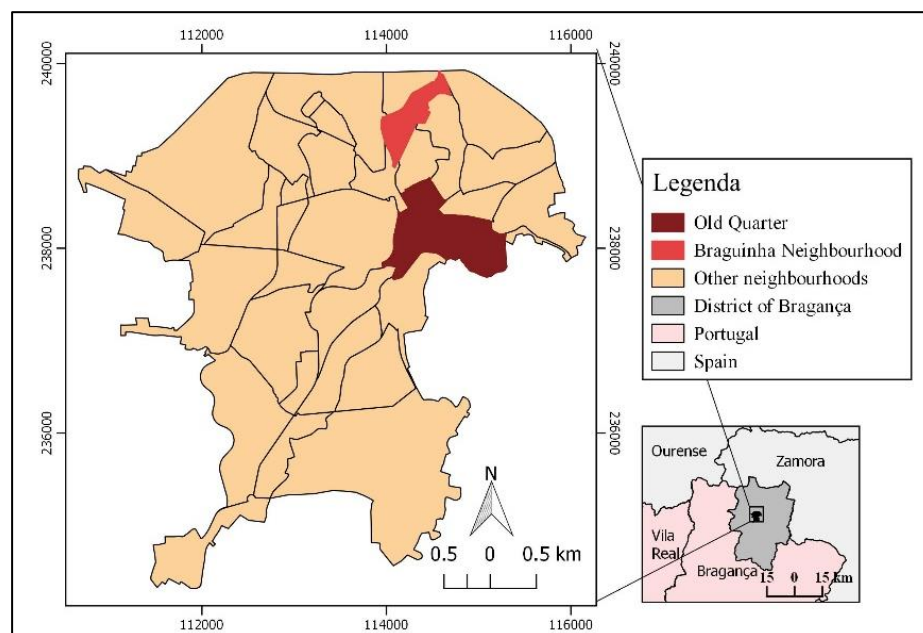 112000 114000 116000
240000 240000
238000 238000
236000 236000
N
0.5 0 0.5 km
112000 114000 116000
Legenda
Old Quarter
Braguinha Neighbourhood
Other neighbourhoods
District of Bragança
Portugal
Spain
Ourense
Zamora
Vila
Real
Bragança
15 0 15 km